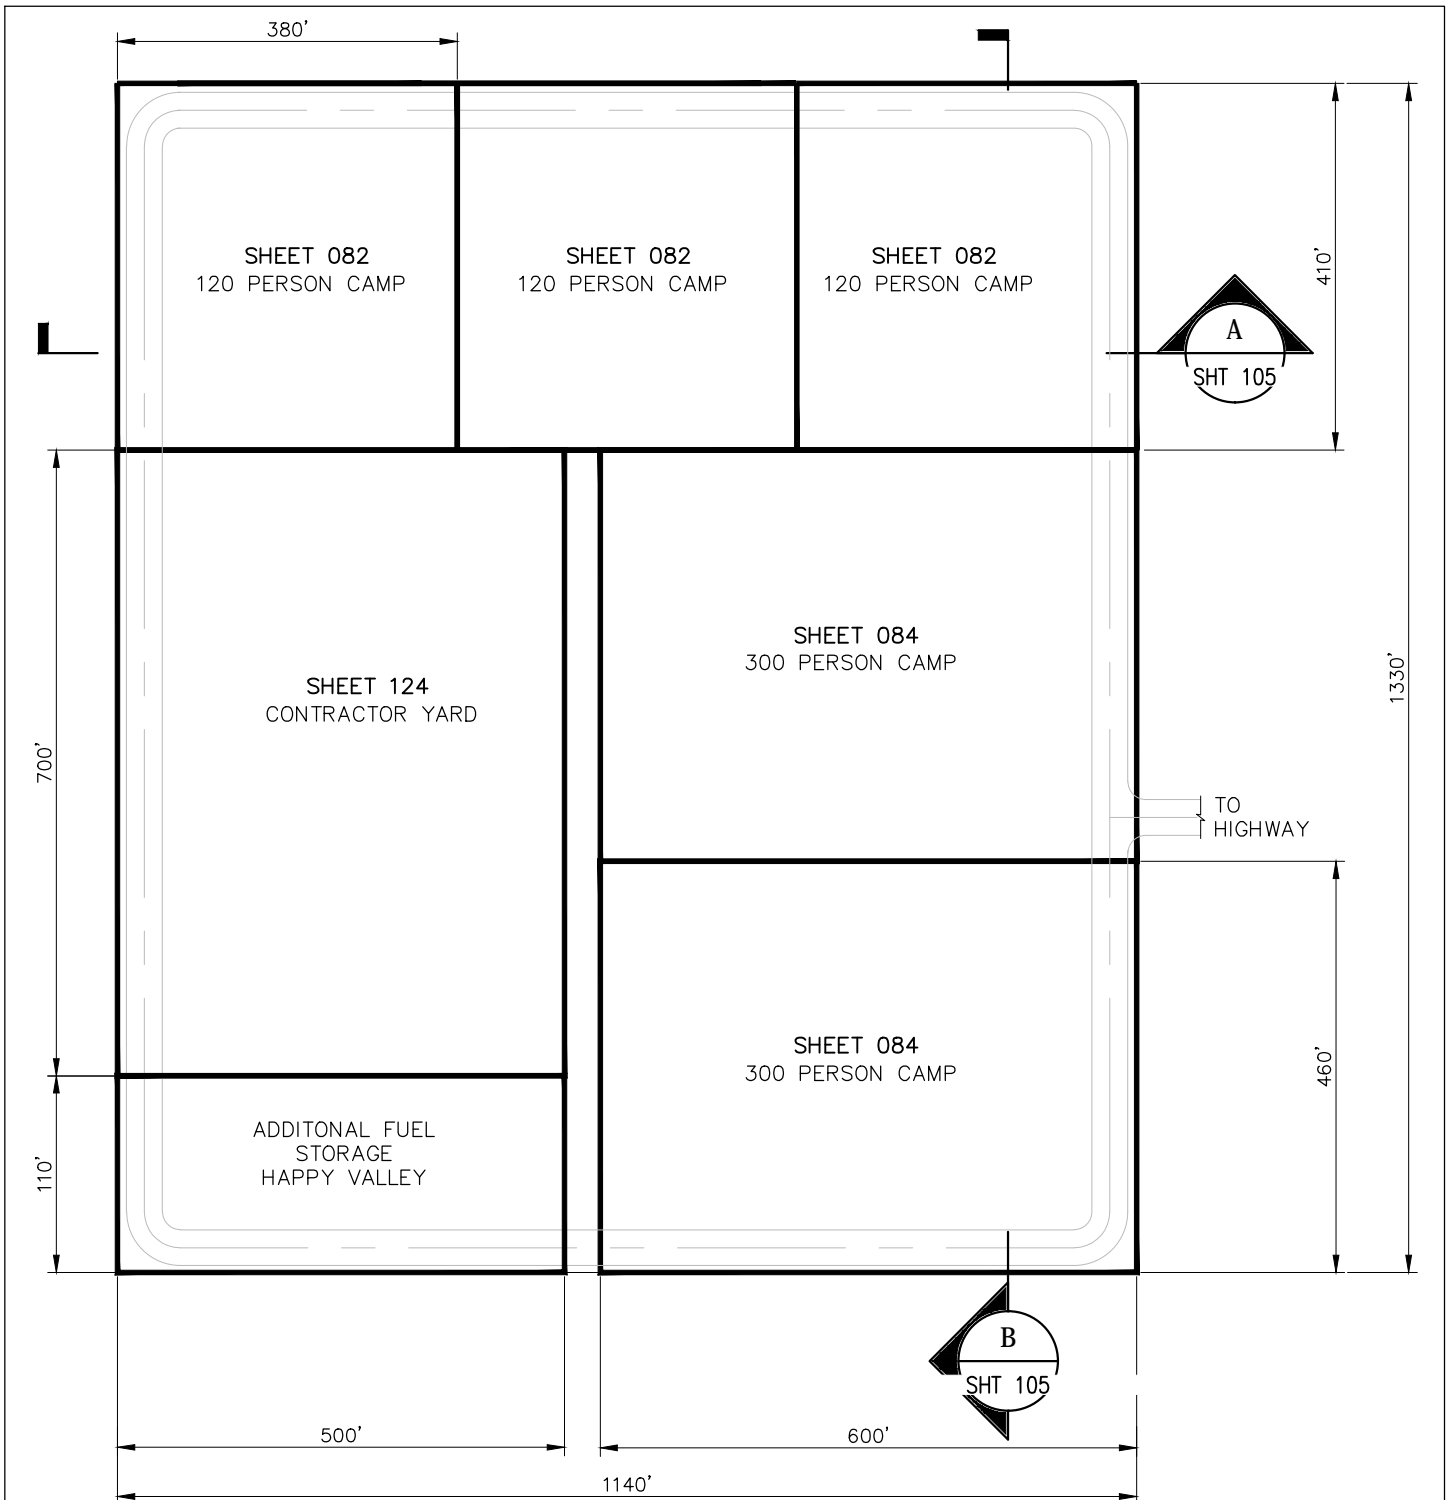 380'
SHEET 082
120 PERSON CAMP
SHEET 082
120 PERSON CAMP
SHEET 082
120 PERSON CAMP
410'
A
SHT 105
SHEET 084
300 PERSON CAMP
1330'
SHEET 124
CONTRACTOR YARD
700'
TO
HIGHWAY
SHEET 084
300 PERSON CAMP
460'
ADDITONAL FUEL
STORAGE
HAPPY VALLEY
110'
B
SHT 105
500'
600'
1140'